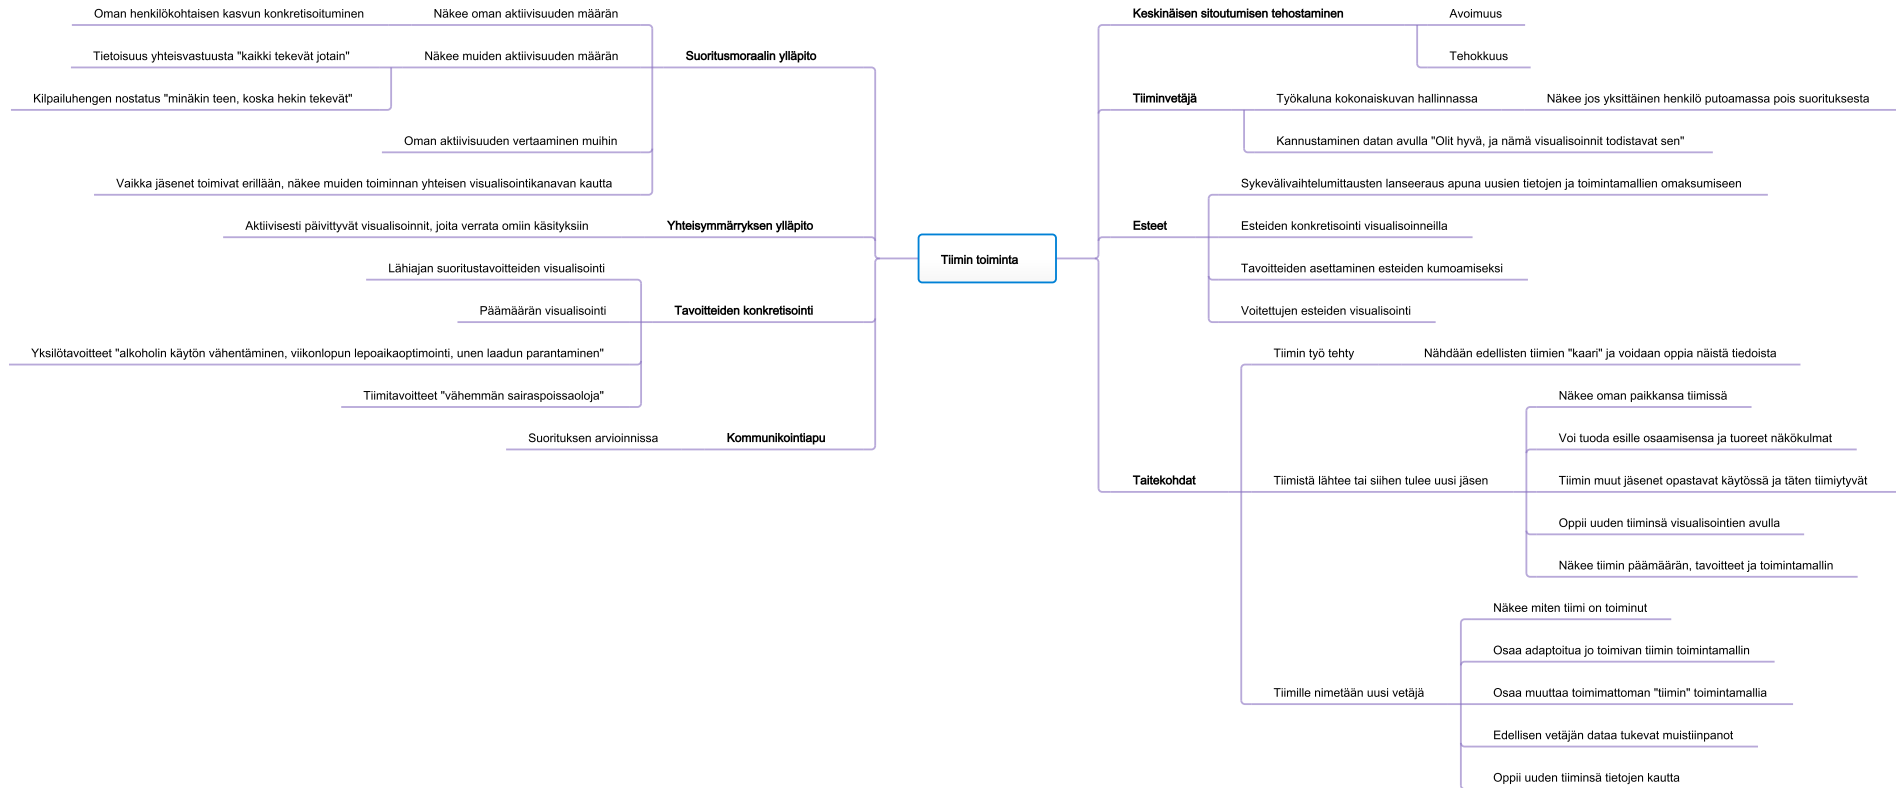 Oman henkilökohtaisen kasvun konkretisoituminen
Näkee oman aktiivisuuden määrän
Tietoisuus yhteisvastuusta "kaikki tekevät jotain"
Näkee muiden aktiivisuuden määrän
Suoritusmoraalin ylläpito
Kilpailuhengen nostatus "minäkin teen, koska hekin tekevät"
Oman aktiivisuuden vertaaminen muihin
Vaikka jäsenet toimivat erillään, näkee muiden toiminnan yhteisen visualisointikanavan kautta
Aktiivisesti päivittyvät visualisoinnit, joita verrata omiin käsityksiin
Yhteisymmärryksen ylläpito
Lähiajan suoritustavoitteiden visualisointi
Päämäärän visualisointi
Tavoitteiden konkretisointi
Yksilötavoitteet "alkoholin käytön vähentäminen, viikonlopun lepoaikaoptimointi, unen laadun parantaminen"
Tiimitavoitteet "vähemmän sairaspoissaoloja"
Suorituksen arvioinnissa
Kommunikointiapu
Tiimin toiminta
Keskinäisen sitoutumisen tehostaminen
Avoimuus
Tehokkuus
Tiiminvetäjä
Työkaluna kokonaiskuvan hallinnassa
Näkee jos yksittäinen henkilö putoamassa pois suorituksesta
Kannustaminen datan avulla "Olit hyvä, ja nämä visualisoinnit todistavat sen"
Sykevälivaihtelumittausten lanseeraus apuna uusien tietojen ja toimintamallien omaksumiseen
Esteet
Esteiden konkretisointi visualisoinneilla
Tavoitteiden asettaminen esteiden kumoamiseksi
Voitettujen esteiden visualisointi
Tiimin työ tehty
Nähdään edellisten tiimien "kaari" ja voidaan oppia näistä tiedoista
Näkee oman paikkansa tiimissä
Voi tuoda esille osaamisensa ja tuoreet näkökulmat
Taitekohdat
Tiimistä lähtee tai siihen tulee uusi jäsen
Tiimin muut jäsenet opastavat käytössä ja täten tiimiytyvät
Oppii uuden tiiminsä visualisointien avulla
Näkee tiimin päämäärän, tavoitteet ja toimintamallin
Näkee miten tiimi on toiminut
Osaa adaptoitua jo toimivan tiimin toimintamallin
Tiimille nimetään uusi vetäjä
Osaa muuttaa toimimattoman "tiimin" toimintamallia
Edellisen vetäjän dataa tukevat muistiinpanot
Oppii uuden tiiminsä tietojen kautta